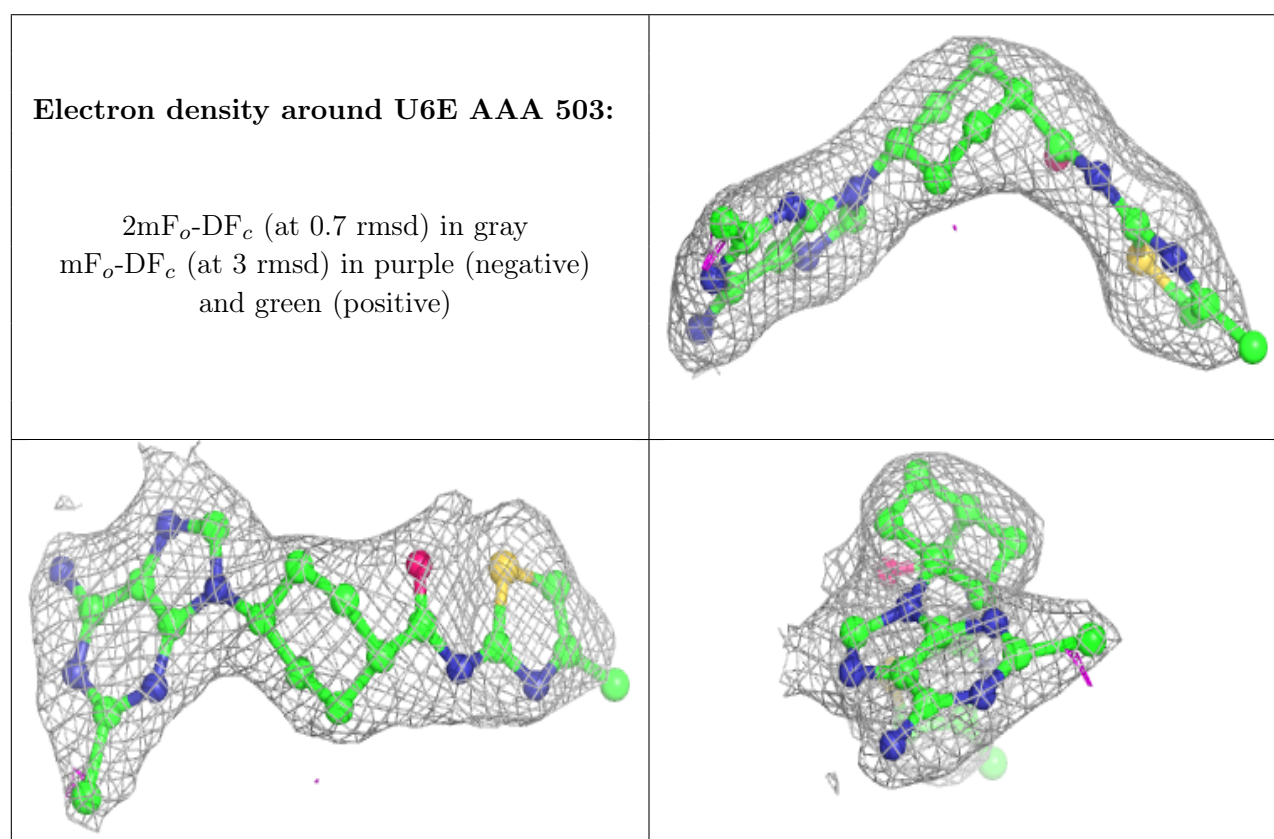 Electron density around U6E AAA 503:
2mFo-DFc (at 0.7 rmsd) in gray
mFo-DFc (at 3 rmsd) in purple (negative)
and green (positive)